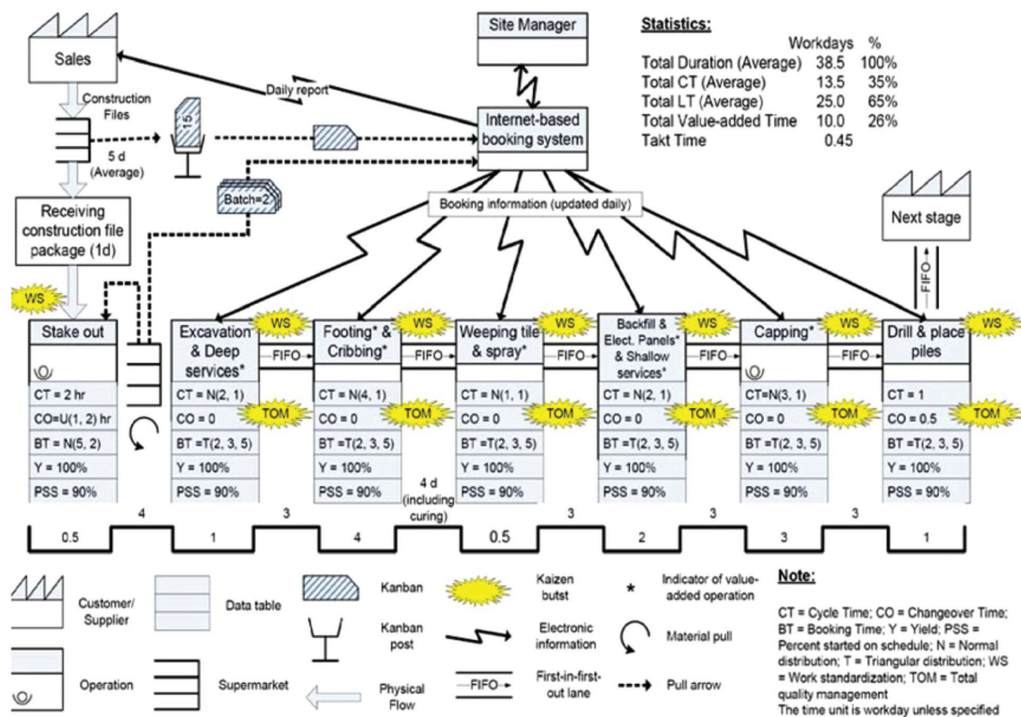 Sales
Daily report
Site Manager
Statistics:
Workdays %
Total Duration (Average) 38.5 100%
Total CT (Average) 13.5 35%
Total LT (Average) 25.0 65%
Total Value-added Time 10.0 26%
Takt Time 0.45
Construction
Files
15
Internet-based
booking system
5 d
(Average)
Batch=2
Booking information (updated daily)
Receiving
construction file
package (1d)
Next stage
FIFO
WS
Stake out
CT = 2 hr
CO=U(1, 2) hr
BT = N(5, 2)
Y = 100%
PSS = 90%
Excavation
& Deep
services*
CT = N(2, 1)
CO = 0
BT =T(2, 3, 5)
Y = 100%
PSS = 90%
WS
FIFO
TOM
Footing* &
Cribbing*
CT = N(4, 1)
CO = 0
BT =T(2, 3, 5)
Y = 100%
PSS = 90%
WS
FIFO
TOM
Weeping tile
& spray*
CT = N(1, 1)
CO = 0
BT =T(2, 3, 5)
Y = 100%
PSS = 90%
WS
FIFO
TOM
Backfill &
Elect. Panels*
& Shallow
services*
CT = N(2, 1)
CO = 0
BT =T(2, 3, 5)
Y = 100%
PSS = 90%
WS
FIFO
TOM
Capping*
CT=N(3, 1)
CO = 0
BT =T(2, 3, 5)
Y = 100%
PSS = 90%
WS
FIFO
TOM
Drill & place
piles
CT = 1
CO = 0.5
BT =T(2, 3, 5)
Y = 100%
PSS = 90%
WS
TOM
0.5
4
1
3
4
4 d
(including
curing)
0.5
3
2
3
3
3
1
Customer/
Supplier
Data table
Kanban
Kaizen
butst
*
Indicator of value-
added operation
Operation
Supermarket
Kanban
post
Physical
Flow
Electronic
information
FIFO
First-in-first-
out lane
Material pull
Pull arrow
Note:
CT = Cycle Time; CO = Changeover Time;
BT = Booking Time; Y = Yield; PSS =
Percent started on schedule; N = Normal
distribution; T = Triangular distribution; WS
= Work standardization; TOM = Total
quality management
The time unit is workday unless specified